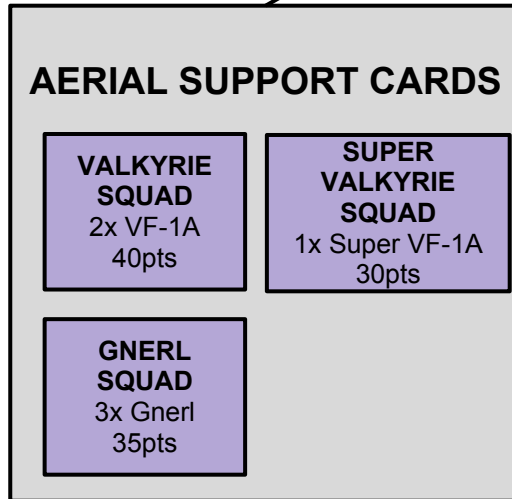 AERIAL SUPPORT CARDS
VALKYRIE
SQUAD
2x VF-1A
40pts
SUPER
VALKYRIE
SQUAD
1x Super VF-1A
30pts
GNERL
SQUAD
3x Gnerl
35pts